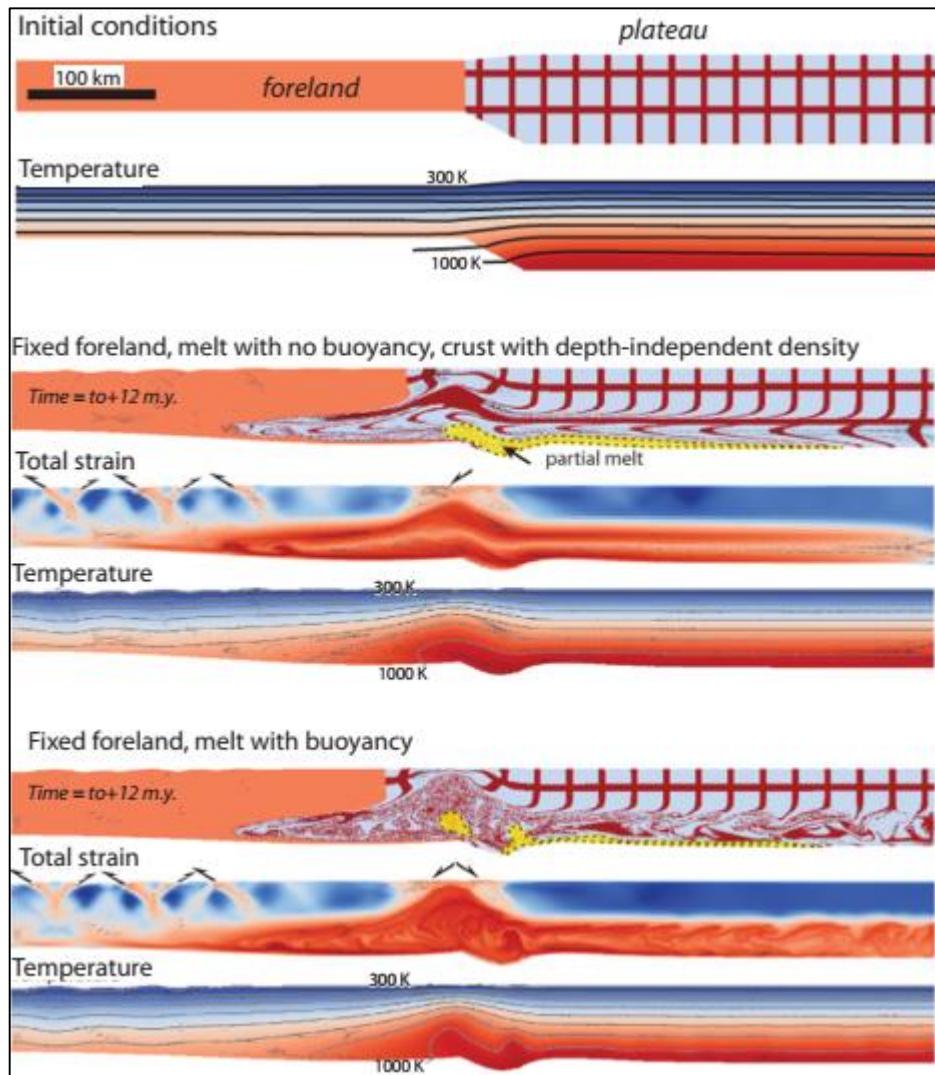 Initial conditions
plateau
100 km
foreland
Temperature
300 K
1000 K
Fixed foreland, melt with no buoyancy, crust with depth-independent density
Time = to+12 m.y.
partial melt
Total strain
Temperature
300 K
1000 K
Fixed foreland, melt with buoyancy
Time = to+12 m.y.
Total strain
Temperature
300 K
1000 K